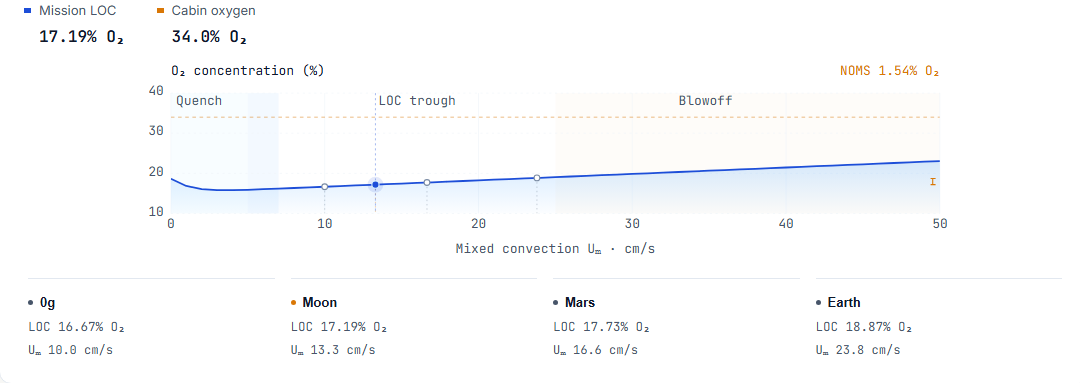 Mission LOC
Cabin oxygen
17.19% O₂
34.0% O₂
O₂ concentration (%)
NOMS 1.54% O₂
40
Quench
LOC trough
Blowoff
30
20
I
10
0
10
20
30
40
50
Mixed convection Uₘ · cm/s
0g
Moon
Mars
Earth
LOC 16.67% O₂
LOC 17.19% O₂
LOC 17.73% O₂
LOC 18.87% O₂
Uₘ 10.0 cm/s
Uₘ 13.3 cm/s
Uₘ 16.6 cm/s
Uₘ 23.8 cm/s